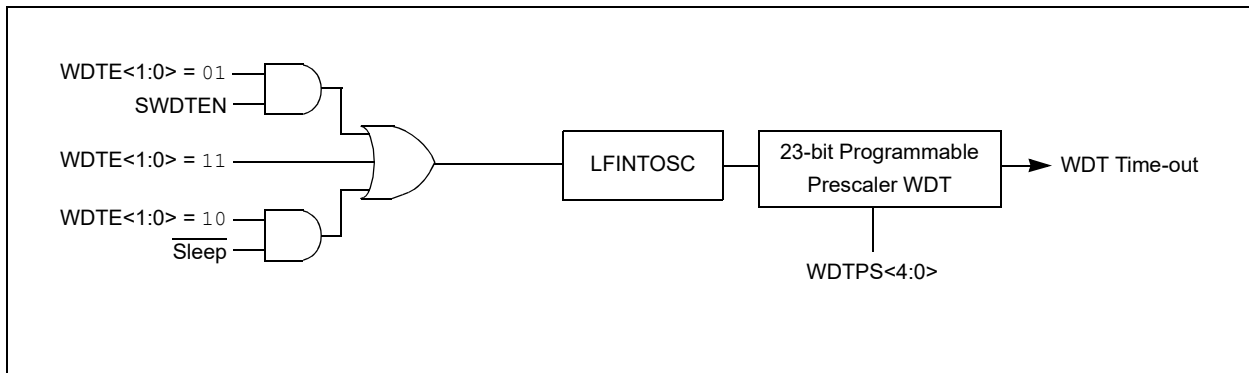 WDTE<1:0> = 01
SWDTEN
WDTE<1:0> = 11
WDTE<1:0> = 10
Sleep
LFINTOSC
23-bit Programmable
Prescaler WDT
WDT Time-out
WDTPS<4:0>